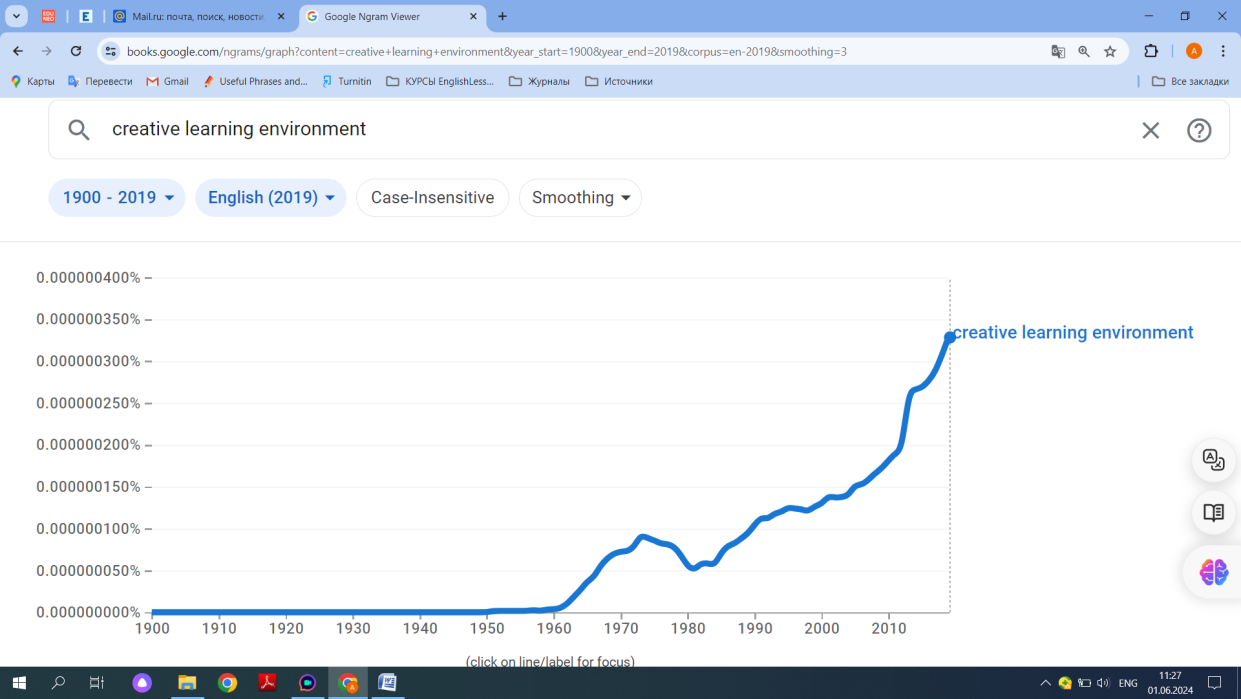 EDU NEO
E
Mail.ru: почта, поиск, новости,
Google Ngram Viewer
books.google.com/ngrams/graph?content=creative+learning+environment&year_start=1900&year_end=2019&corpus=en-2019&smoothing=3
A
Карты
Перевести
Gmail
Useful Phrases and...
Turnitin
КУРСЫ EnglishLess...
Журналы
Источники
Все закладки
creative learning environment
1900 - 2019
English (2019)
Case-Insensitive
Smoothing
0.000000400%
0.000000350%
creative learning environment
0.000000300%
0.000000250%
0.000000200%
0.000000150%
0.000000100%
0.000000050%
0.000000000%
1900 1910 1920 1930 1940 1950 1960 1970 1980 1990 2000 2010
(click on line/label for focus)
ENG
11:27
01.06.2024